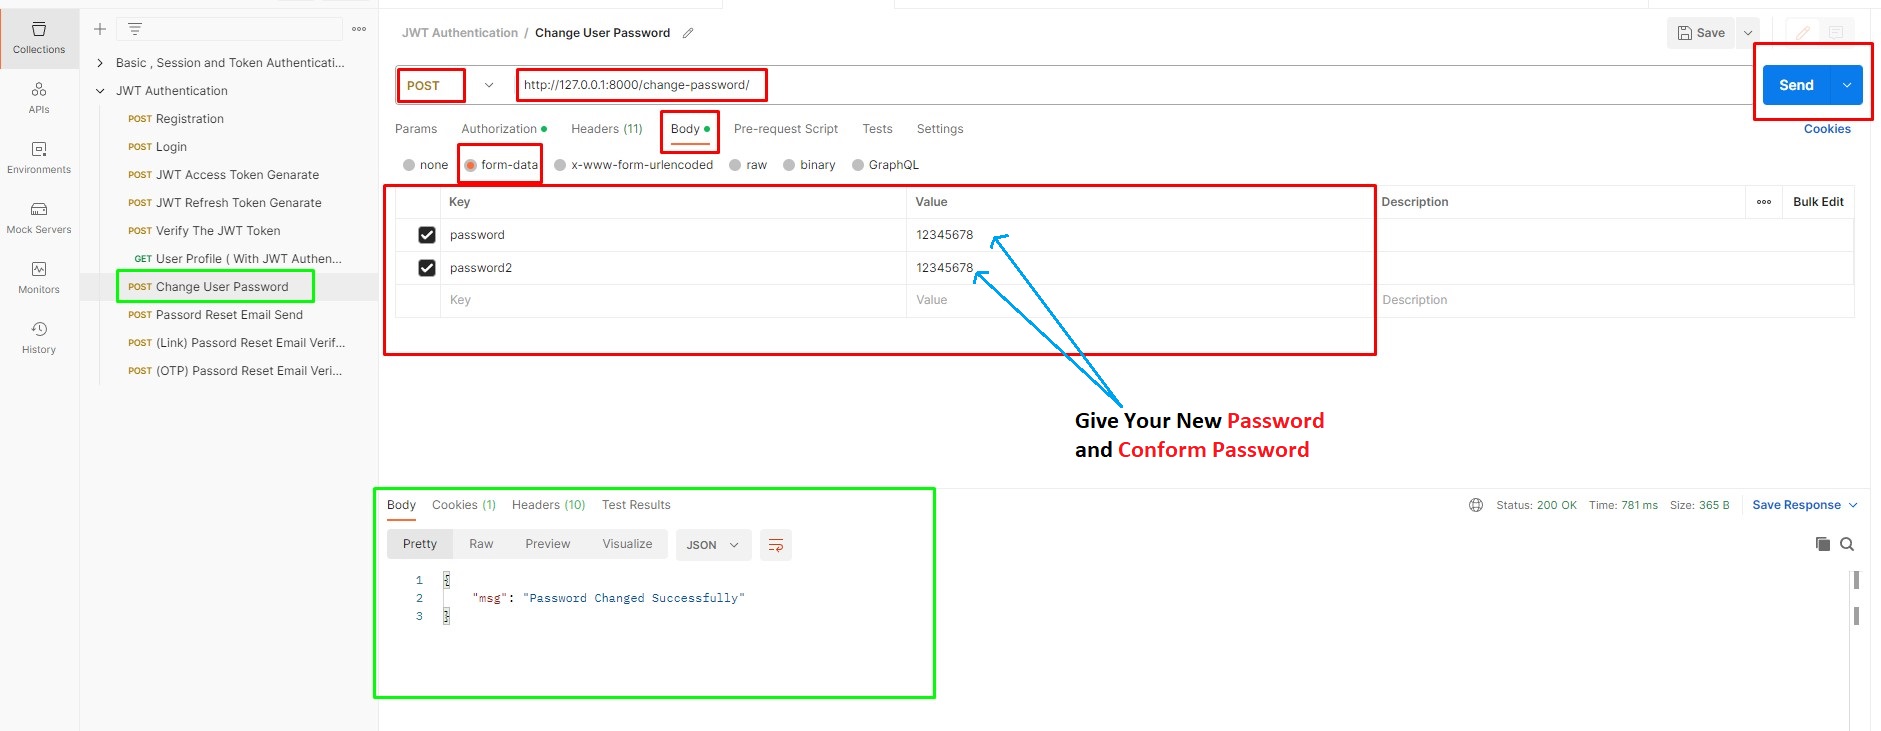 Collections
APIs
Environments
Mock Servers
Monitors
History
Basic , Session and Token Authenticati...
JWT Authentication
POST Registration
POST Login
POST JWT Access Token Genarate
POST JWT Refresh Token Genarate
POST Verify The JWT Token
GET User Profile ( With JWT Authen...
POST Change User Password
POST Passord Reset Email Send
POST (Link) Passord Reset Email Verif...
POST (OTP) Passord Reset Email Veri...
JWT Authentication / Change User Password
Save
POST http://127.0.0.1:8000/change-password/
Send
Params Authorization Headers (11) Body Pre-request Script Tests Settings
Cookies
none form-data x-www-form-urlencoded raw binary GraphQL
Key Value Description Bulk Edit
password 12345678
password2 12345678
Key Value Description
Give Your New Password
and Conform Password
Body Cookies (1) Headers (10) Test Results
Status: 200 OK Time: 781 ms Size: 365 B Save Response
Pretty Raw Preview Visualize JSON
1 {
2 "msg": "Password Changed Successfully"
3 }